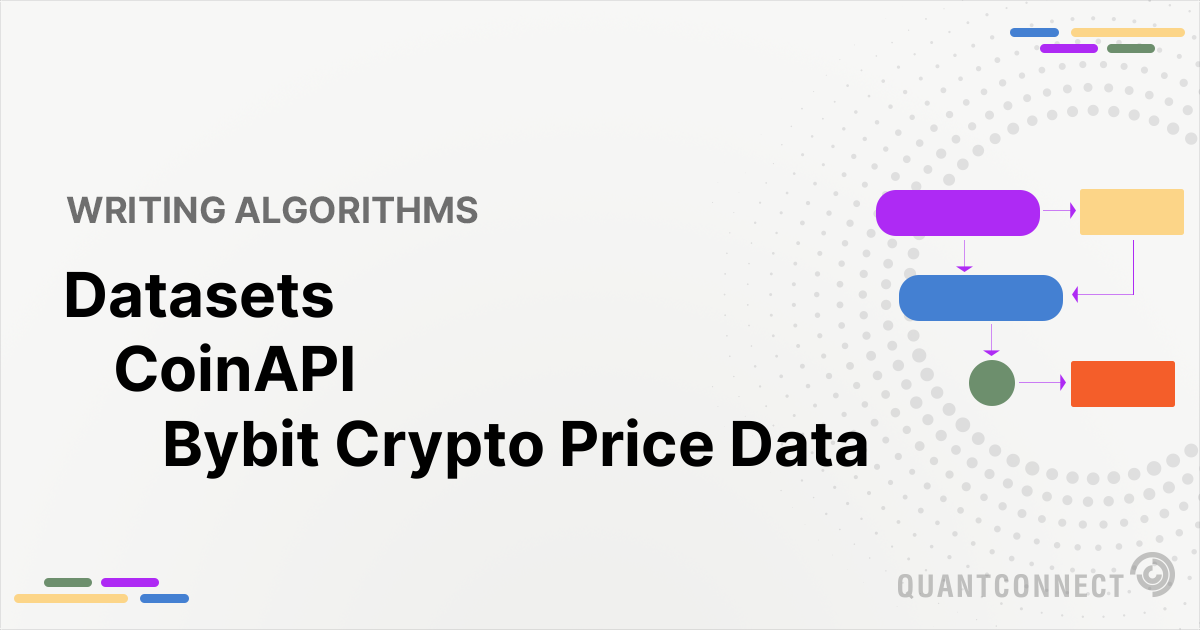 WRITING ALGORITHMS
Datasets
CoinAPI
Bybit Crypto Price Data
QUANTCONNECT